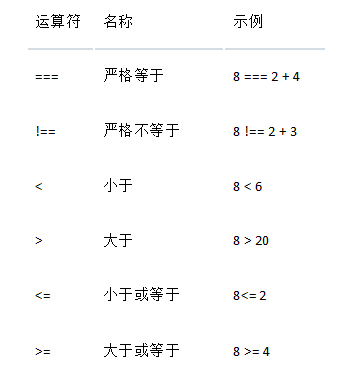 运算符 名称 示例
=== 严格等于 8 === 2 + 4
!== 严格不等于 8 !== 2 + 3
< 小于 8 < 6
> 大于 8 > 20
<= 小于或等于 8<= 2
>= 大于或等于 8 >= 4